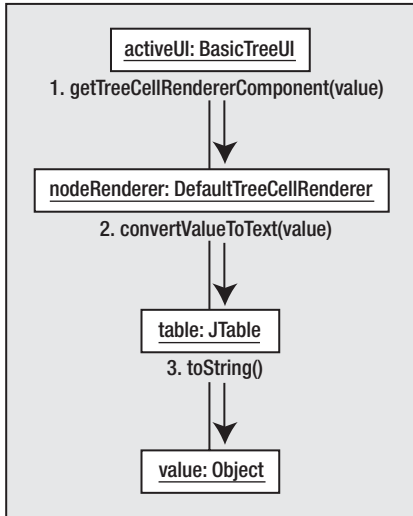 activeUI: BasicTreeUI
1. getTreeCellRendererComponent(value)
nodeRenderer: DefaultTreeCellRenderer
2. convertValueToText(value)
table: JTable
3. toString()
value: Object